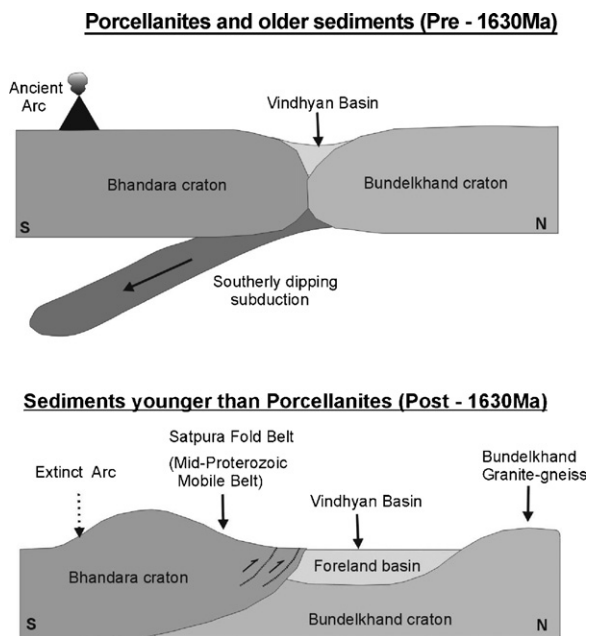 Porcellanites and older sediments (Pre - 1630Ma)
Ancient
Arc
Vindhyan Basin
Bhandara craton
Bundelkhand craton
S
N
Southerly dipping
subduction
Sediments younger than Porcellanites (Post - 1630Ma)
Satpura Fold Belt
(Mid-Proterozoic
Mobile Belt)
Extinct Arc
Bundelkhand
Granite-gneiss
Vindhyan Basin
Foreland basin
Bhandara craton
Bundelkhand craton
S
N